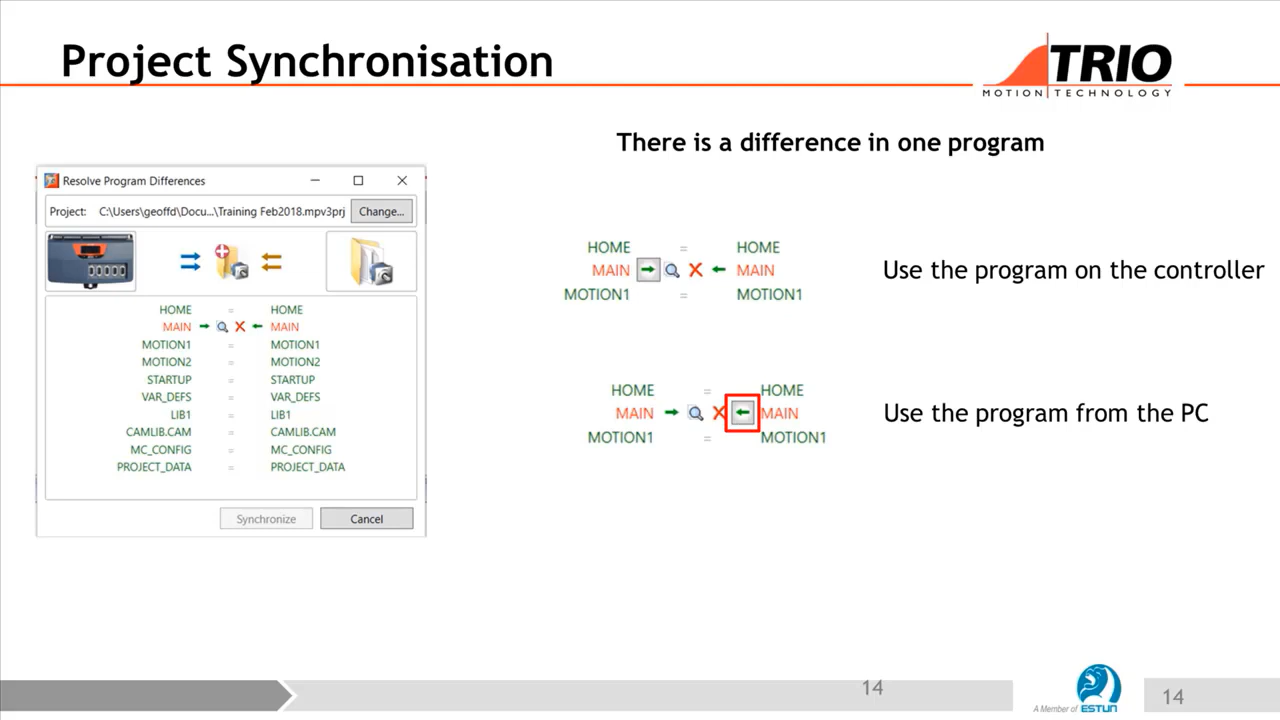 Project Synchronisation
TRIO
MOTION TECHNOLOGY
There is a difference in one program
Resolve Program Differences
Project: C:\Users\geoffd\Docu...\Training Feb2018.mpv3prj Change...
HOME = HOME
MAIN MAIN
MOTION1 = MOTION1
MOTION2 = MOTION2
STARTUP = STARTUP
VAR_DEFS = VAR_DEFS
LIB1 = LIB1
CAMLIB.CAM = CAMLIB.CAM
MC_CONFIG = MC_CONFIG
PROJECT_DATA = PROJECT_DATA
Synchronize Cancel
HOME = HOME
MAIN MAIN
MOTION1 = MOTION1
Use the program on the controller
HOME = HOME
MAIN MAIN
MOTION1 = MOTION1
Use the program from the PC
14
A Member of ESTUN
14